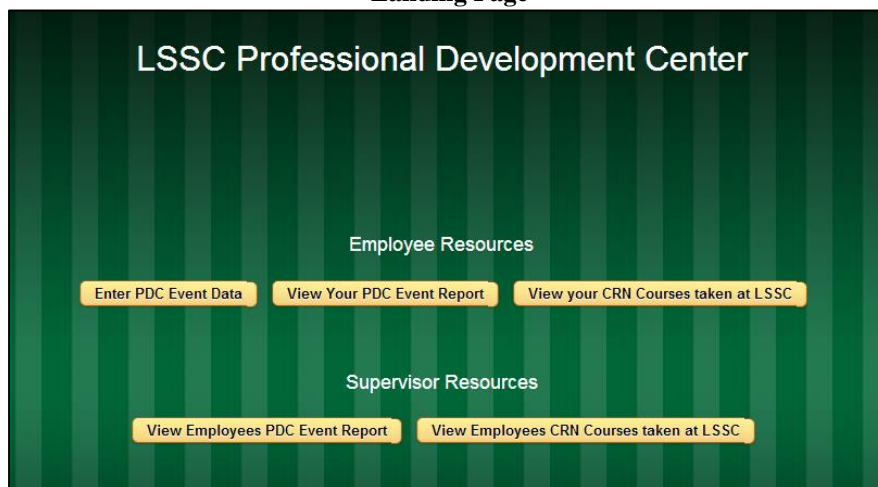 Landing Page
LSSC Professional Development Center
Employee Resources
Enter PDC Event Data View Your PDC Event Report View your CRN Courses taken at LSSC
Supervisor Resources
View Employees PDC Event Report View Employees CRN Courses taken at LSSC